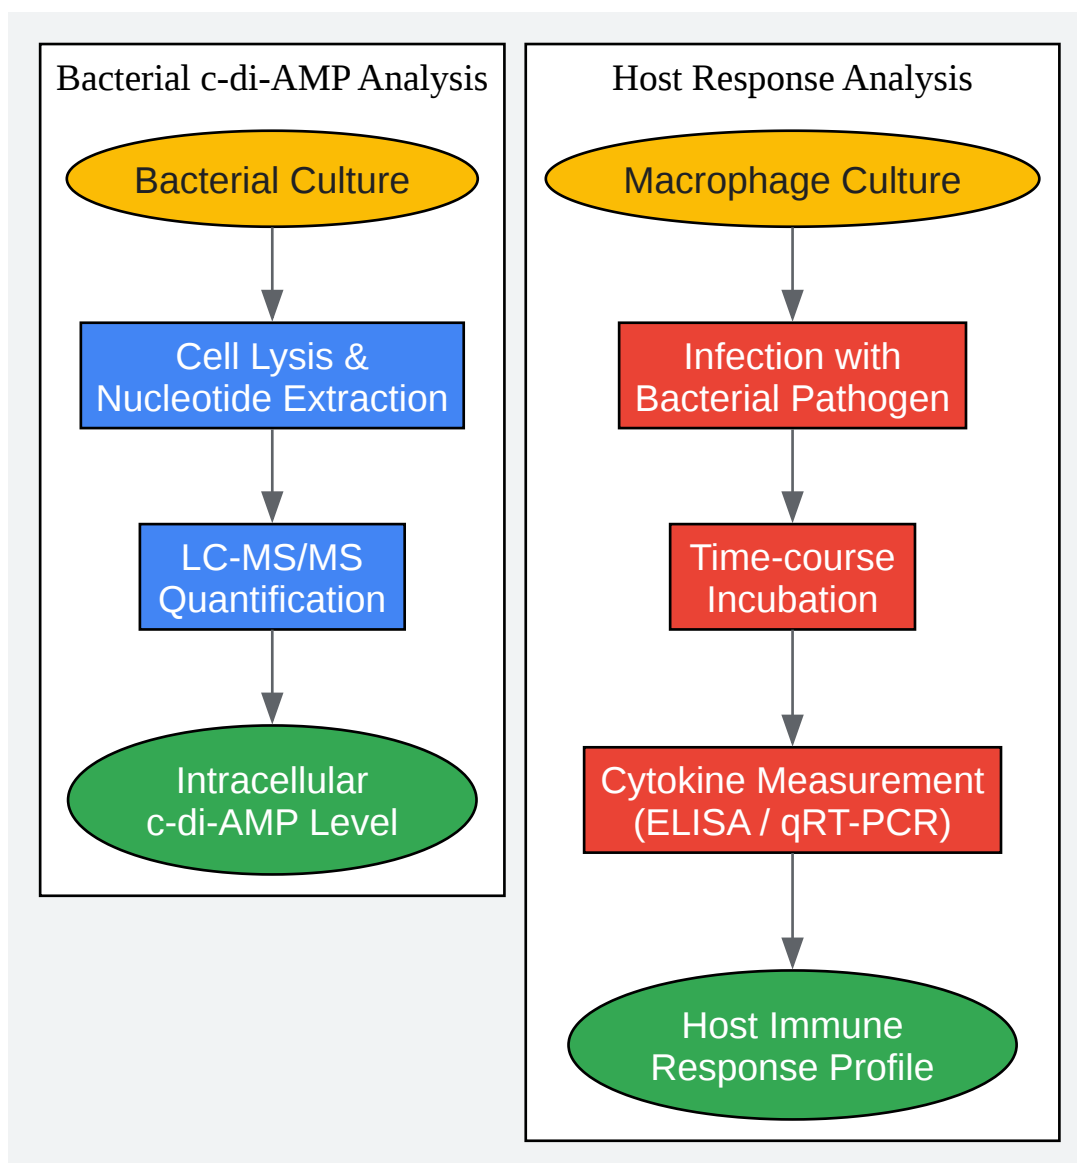 Bacterial c-di-AMP Analysis
Bacterial Culture
Cell Lysis &
Nucleotide Extraction
LC-MS/MS
Quantification
Intracellular
c-di-AMP Level
Host Response Analysis
Macrophage Culture
Infection with
Bacterial Pathogen
Time-course
Incubation
Cytokine Measurement
(ELISA / qRT-PCR)
Host Immune
Response Profile